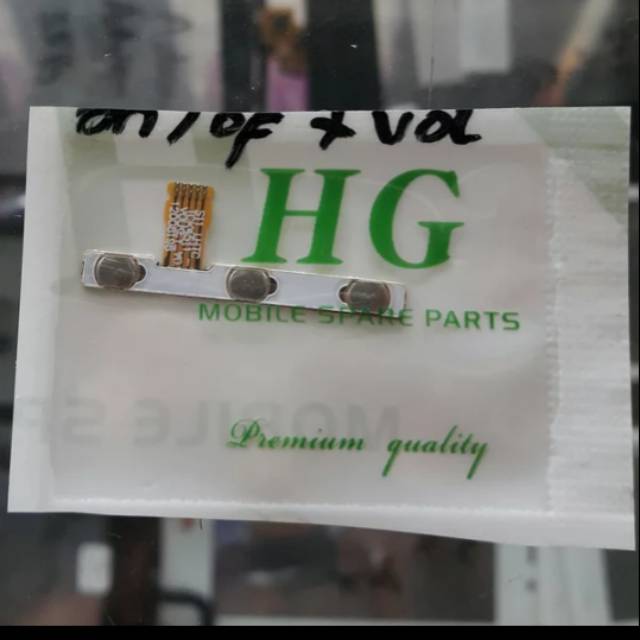 on/of + Vol
HG
MOBILE SPARE PARTS
Premium quality